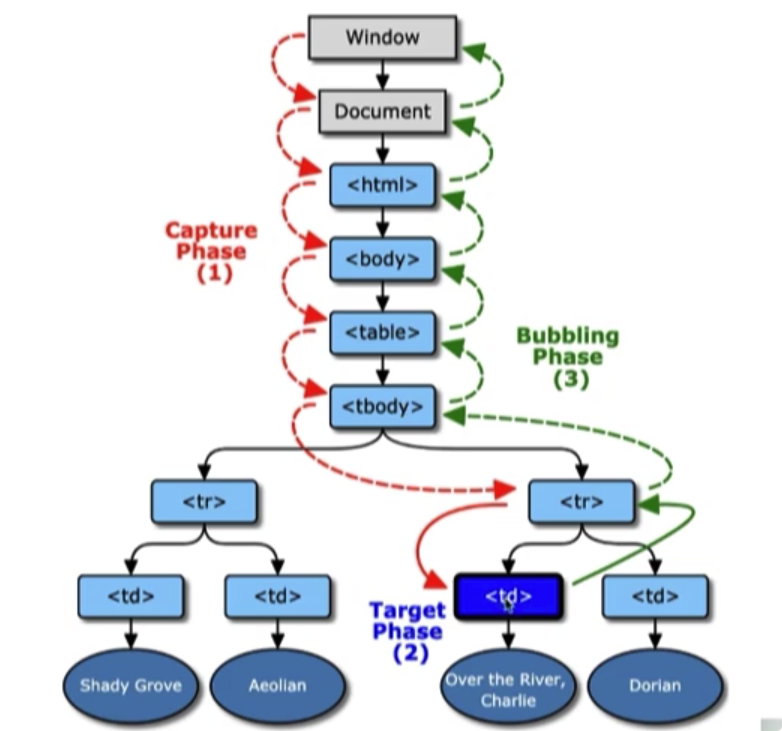 Window
Document
<html>
Capture
Phase
(1)
<body>
<table>
Bubbling
Phase
(3)
<tbody>
<tr>
<tr>
<td>
<td>
<td>
<td>
Target
Phase
(2)
Shady Grove
Aeolian
Over the River,
Charlie
Dorian